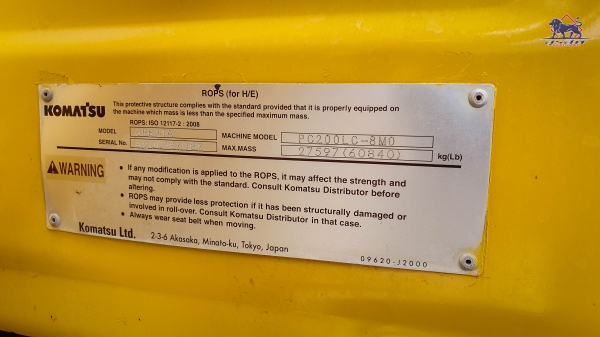 ROPS (for H/E)
KOMATSU
This protective structure complies with the standard provided that it is properly equipped on
the machine which mass is less than the specified maximum mass.
ROPS: ISO 12117-2 : 2008
MODEL
MACHINE MODEL PC200LC-8M0
SERIAL No.
MAX.MASS 27597(60840) kg(Lb)
WARNING
• If any modification is applied to the ROPS, it may affect the strength and
may not comply with the standard. Consult Komatsu Distributor before
altering.
• ROPS may provide less protection if it has been structurally damaged or
involved in roll-over. Consult Komatsu Distributor in that case.
• Always wear seat belt when moving.
Komatsu Ltd.
2-3-6 Akasaka, Minato-ku, Tokyo, Japan
09620-J2000